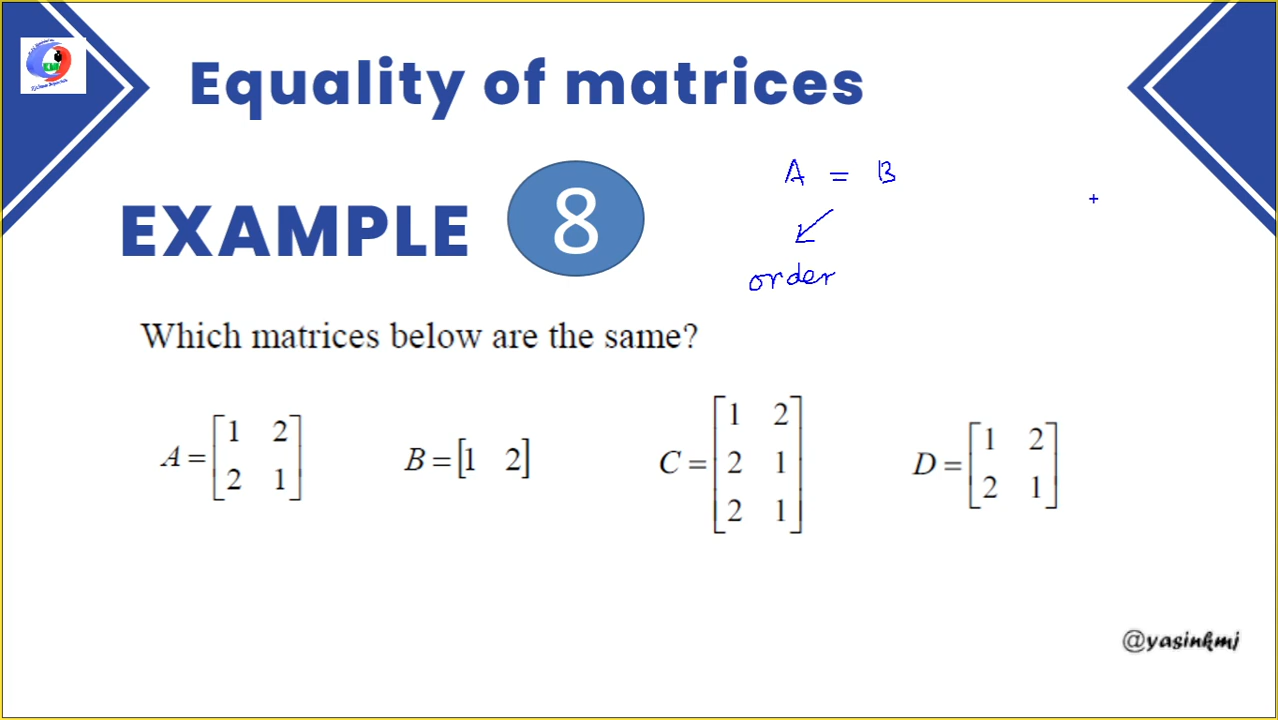 Equality of matrices
EXAMPLE 8
A = B
order
Which matrices below are the same?
A = [1 2
2 1]
B = [1 2]
C = [1 2
2 1
2 1]
D = [1 2
2 1]
@yasinkmj